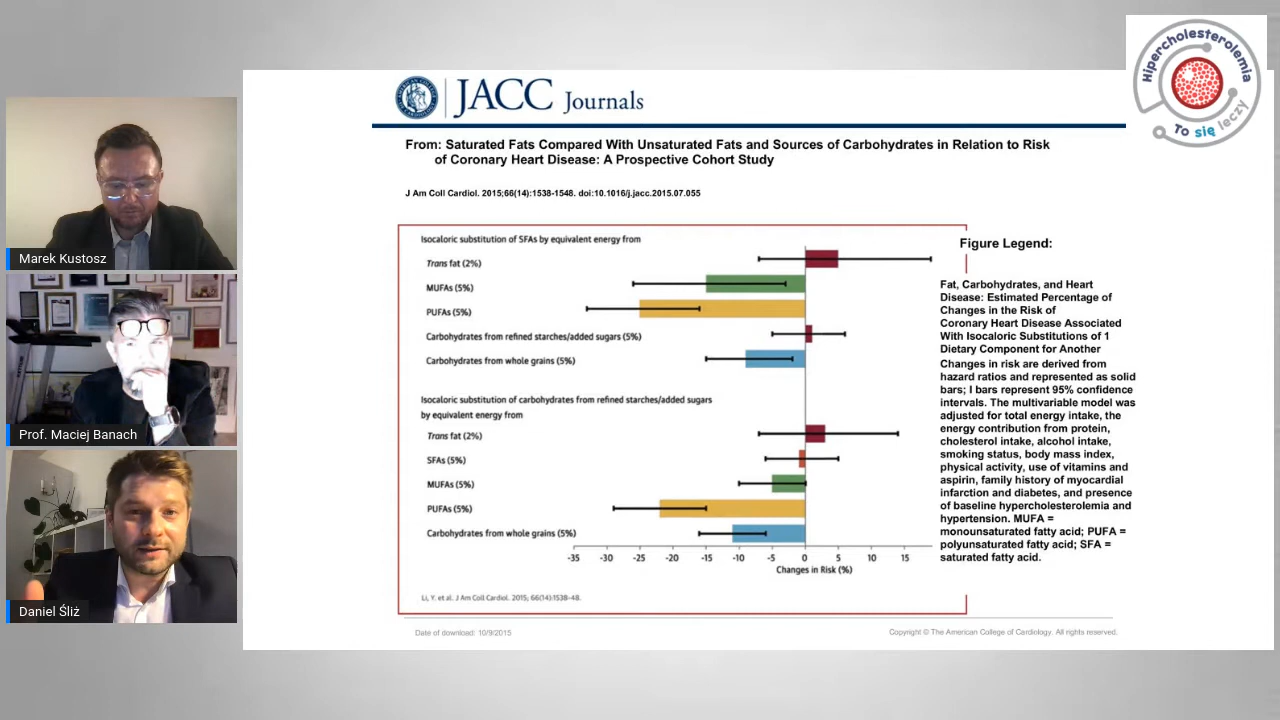 Hipercholesterolemia
To się leczy
JACC Journals
From: Saturated Fats Compared With Unsaturated Fats and Sources of Carbohydrates in Relation to Risk
of Coronary Heart Disease: A Prospective Cohort Study
J Am Coll Cardiol. 2015;66(14):1538-1548. doi:10.1016/j.jacc.2015.07.055
Isocaloric substitution of SFAs by equivalent energy from
Trans fat (2%)
MUFAs (5%)
PUFAs (5%)
Carbohydrates from refined starches/added sugars (5%)
Carbohydrates from whole grains (5%)
Isocaloric substitution of carbohydrates from refined starches/added sugars
by equivalent energy from
Trans fat (2%)
SFAs (5%)
MUFAs (5%)
PUFAs (5%)
Carbohydrates from whole grains (5%)
-35 -30 -25 -20 -15 -10 -5 0 5 10 15
Changes in Risk (%)
Li, Y. et al. J Am Coll Cardiol. 2015; 66(14):1538-48.
Figure Legend:
Fat, Carbohydrates, and Heart
Disease: Estimated Percentage of
Changes in the Risk of
Coronary Heart Disease Associated
With Isocaloric Substitutions of 1
Dietary Component for Another
Changes in risk are derived from
hazard ratios and represented as solid
bars; I bars represent 95% confidence
intervals. The multivariable model was
adjusted for total energy intake, the
energy contribution from protein,
cholesterol intake, alcohol intake,
smoking status, body mass index,
physical activity, use of vitamins and
aspirin, family history of myocardial
infarction and diabetes, and presence
of baseline hypercholesterolemia and
hypertension. MUFA =
monounsaturated fatty acid; PUFA =
polyunsaturated fatty acid; SFA =
saturated fatty acid.
Date of download: 10/9/2015
Copyright © The American College of Cardiology. All rights reserved.
Marek Kustosz
Prof. Maciej Banach
Daniel Śliż